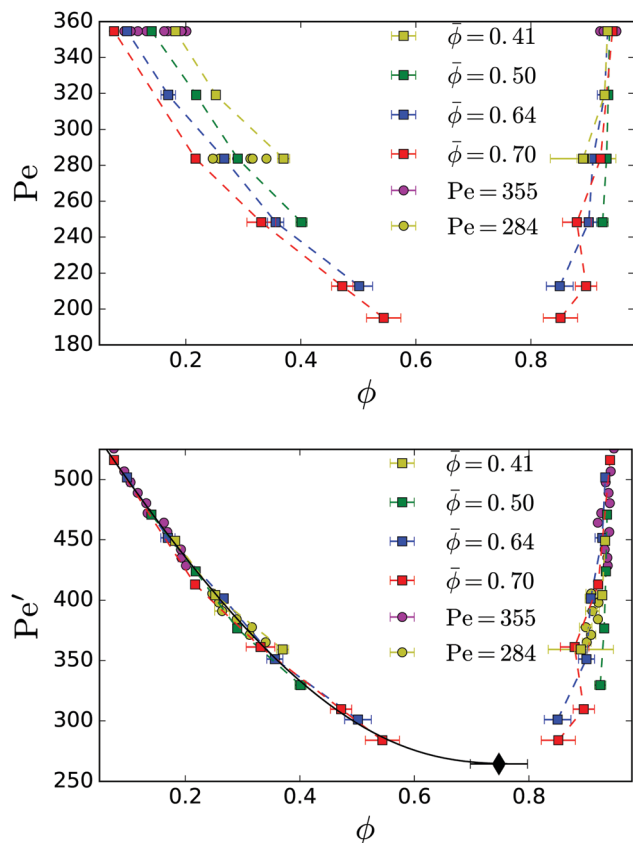 360
340
320
300
280
260
240
220
200
180
Pe
0.2
0.4
0.6
0.8
ϕ
ϕ̄ = 0.41
ϕ̄ = 0.50
ϕ̄ = 0.64
ϕ̄ = 0.70
Pe = 355
Pe = 284
500
450
400
350
300
250
Pe′
0.2
0.4
0.6
0.8
ϕ
ϕ̄ = 0.41
ϕ̄ = 0.50
ϕ̄ = 0.64
ϕ̄ = 0.70
Pe = 355
Pe = 284